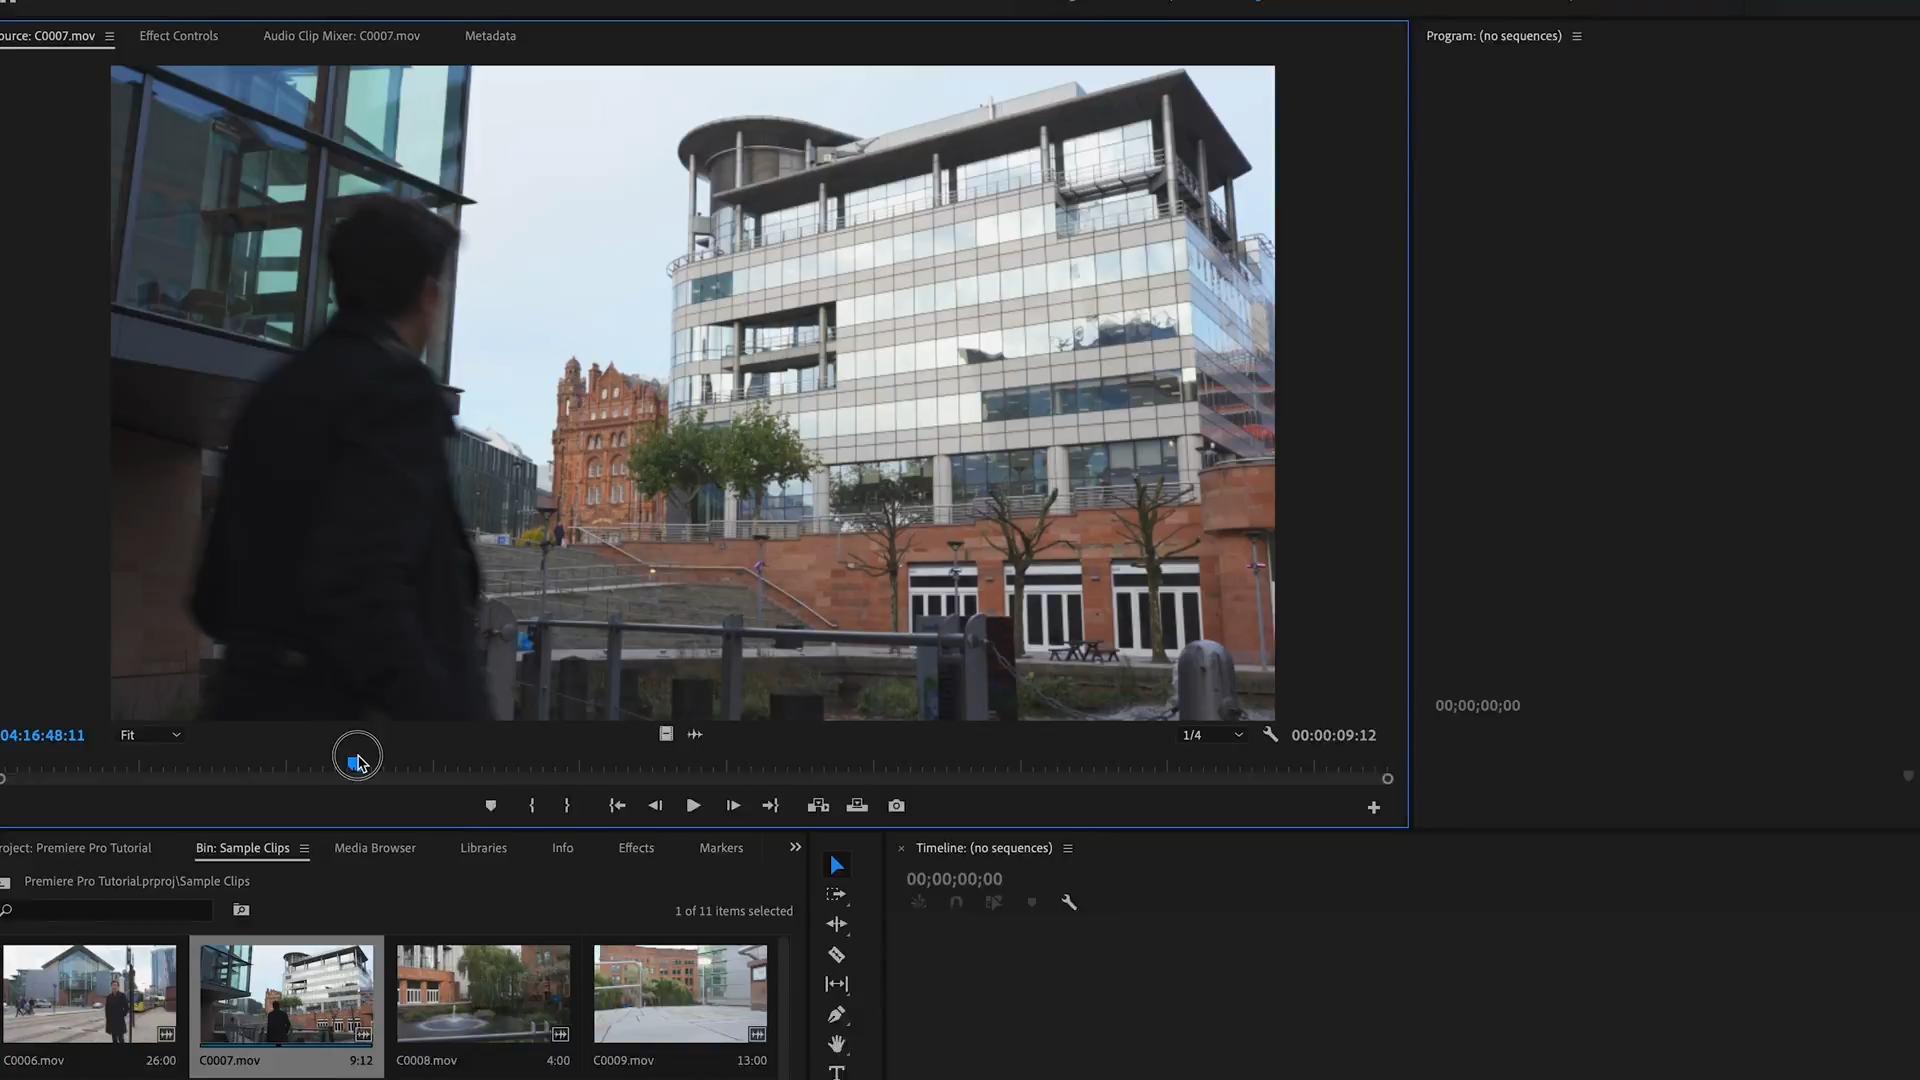 ource: C0007.mov
Effect Controls
Audio Clip Mixer: C0007.mov
Metadata
Program: (no sequences)
04:16:48:11
Fit
1/4
00:00:09:12
00;00;00;00
roject: Premiere Pro Tutorial
Bin: Sample Clips
Media Browser
Libraries
Info
Effects
Markers
Timeline: (no sequences)
00;00;00;00
Premiere Pro Tutorial.prproj\Sample Clips
1 of 11 items selected
C0006.mov 26:00
C0007.mov 9:12
C0008.mov 4:00
C0009.mov 13:00